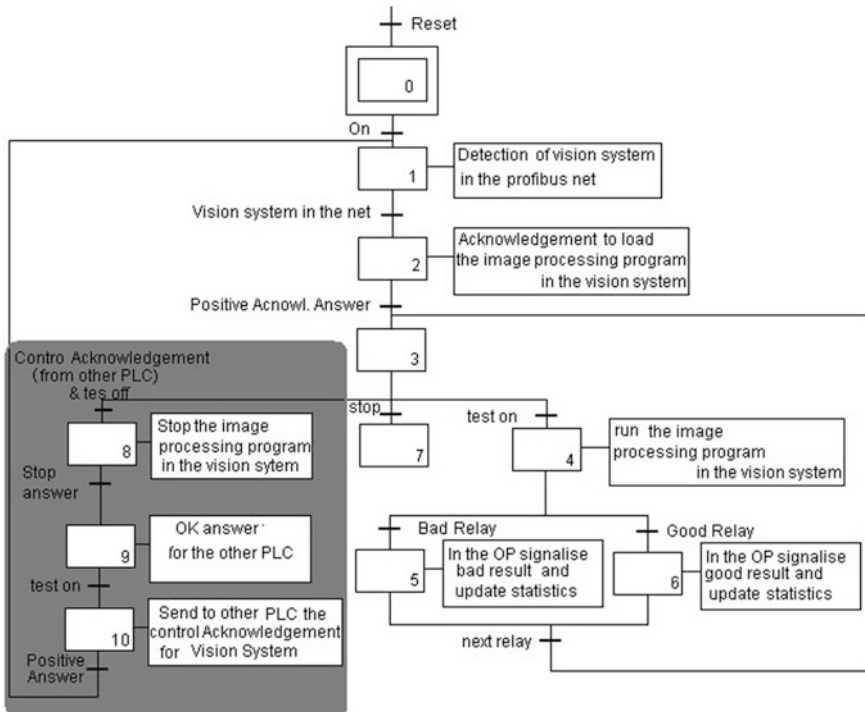 Reset
0
On
1
Detection of vision system
in the profibus net
Vision system in the net
2
Acknowledgement to load
the image processing program
in the vision system
Positive Acnowl. Answer
3
Contro Acknowledgement
(from other PLC)
& tes off
stop
test on
8
Stop the image
processing program
in the vision sytem
7
4
run the image
processing program
in the vision system
Stop
answer
9
OK answer
for the other PLC
Bad Relay
Good Relay
5
In the OP signalise
bad result and
update statistics
6
In the OP signalise
good result and
update statistics
test on
10
Send to other PLC the
control Acknowledgement
for Vision System
next relay
Positive
Answer